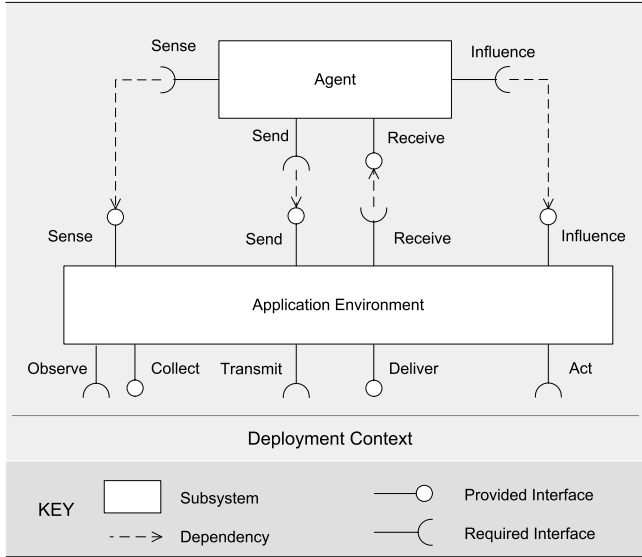 Sense
Influence
Agent
Send
Receive
Sense
Send
Receive
Influence
Application Environment
Observe
Collect
Transmit
Deliver
Act
Deployment Context
KEY
Subsystem
Provided Interface
Dependency
Required Interface